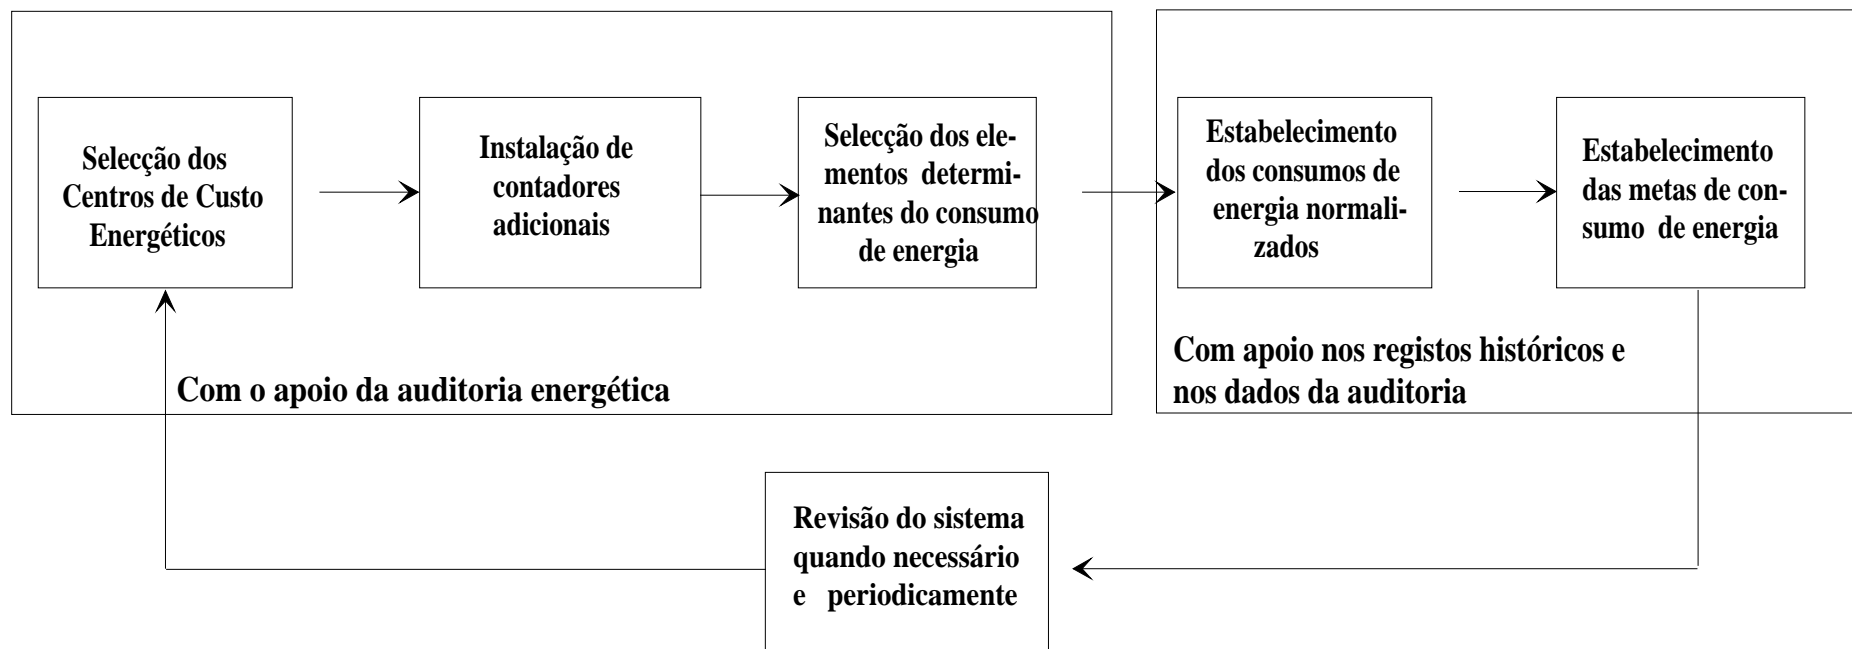 Selecção dos
Centros de Custo
Energéticos
Instalação de
contadores
adicionais
Selecção dos ele-
mentos determi-
nantes do consumo
de energia
Estabelecimento
dos consumos de
energia normali-
zados
Estabelecimento
das metas de con-
sumo de energia
Com o apoio da auditoria energética
Com apoio nos registos históricos e
nos dados da auditoria
Revisão do sistema
quando necessário
e periodicamente